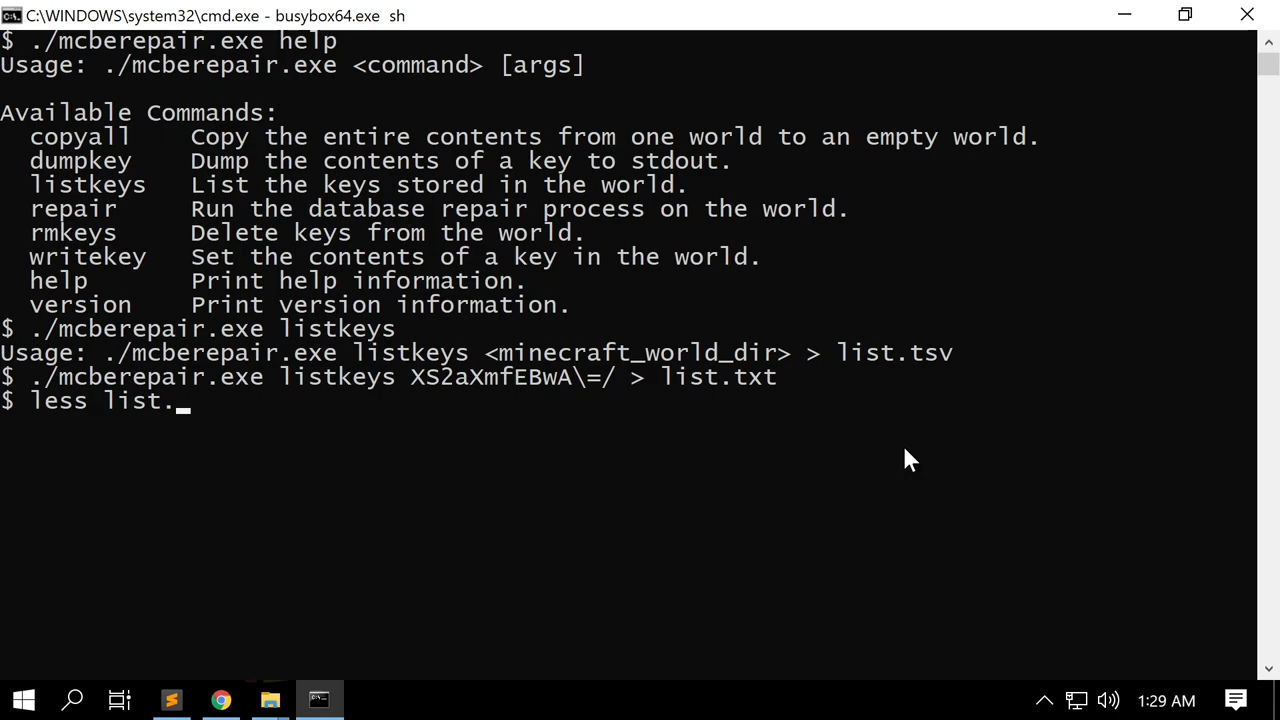 C:\WINDOWS\system32\cmd.exe - busybox64.exe sh
$ ./mcberepair.exe help
Usage: ./mcberepair.exe <command> [args]
Available Commands:
copyall Copy the entire contents from one world to an empty world.
dumpkey Dump the contents of a key to stdout.
listkeys List the keys stored in the world.
repair Run the database repair process on the world.
rmkeys Delete keys from the world.
writekey Set the contents of a key in the world.
help Print help information.
version Print version information.
$ ./mcberepair.exe listkeys
Usage: ./mcberepair.exe listkeys <minecraft_world_dir> > list.tsv
$ ./mcberepair.exe listkeys XS2aXmfEBwA\=/ > list.txt
$ less list._
1:29 AM